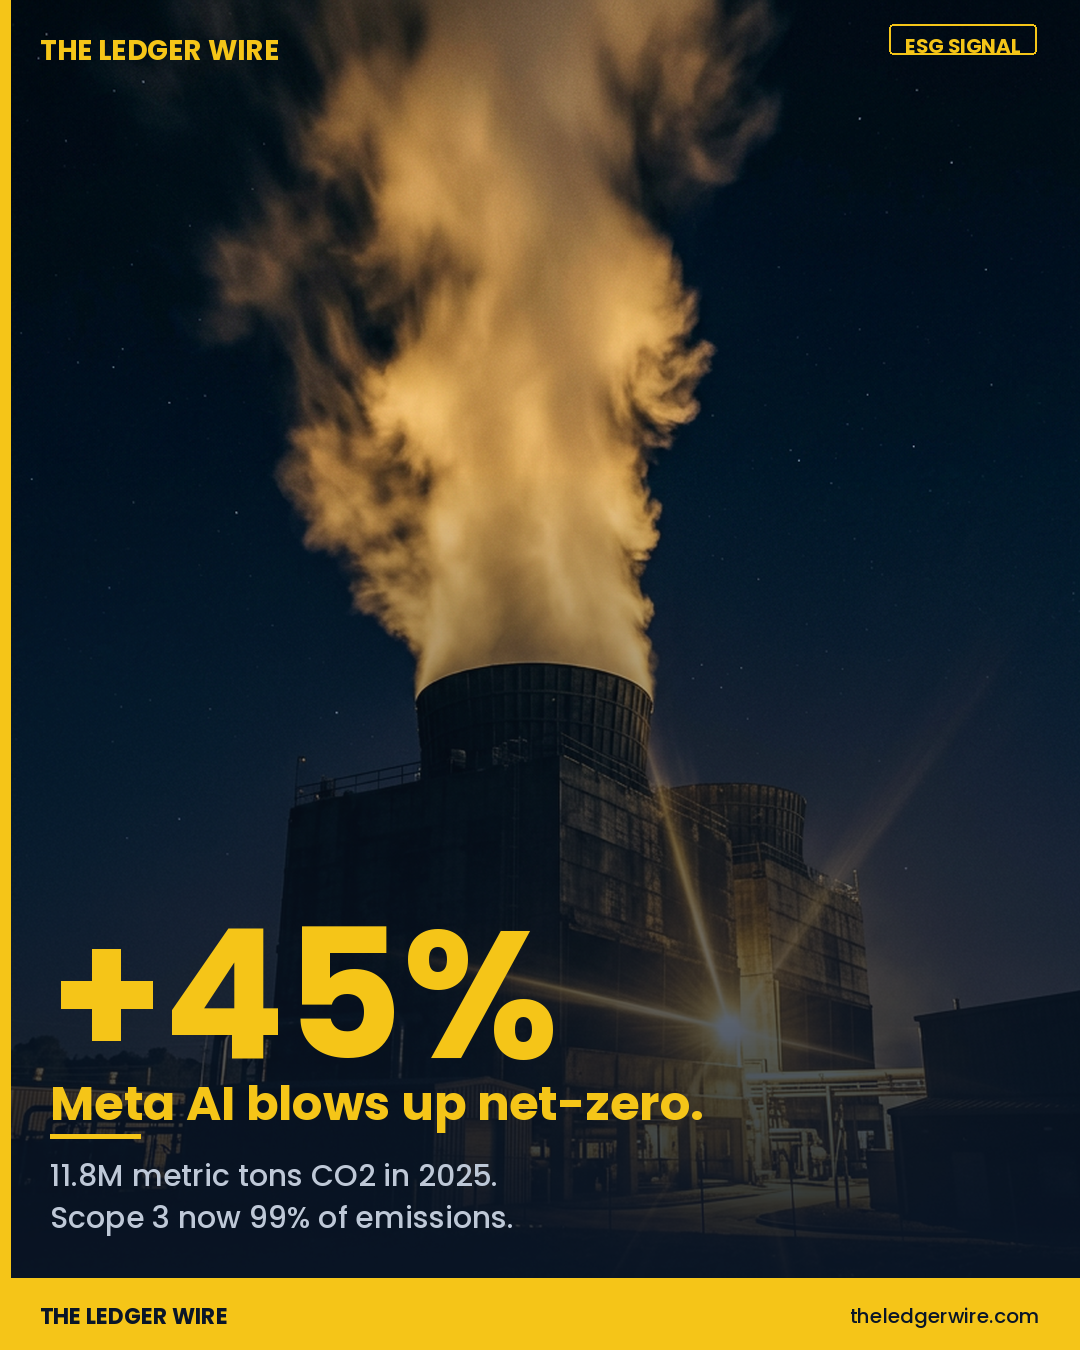 THE LEDGER WIRE
ESG SIGNAL
+45%
Meta AI blows up net-zero.
11.8M metric tons CO2 in 2025.
Scope 3 now 99% of emissions.
THE LEDGER WIRE
theledgerwire.com